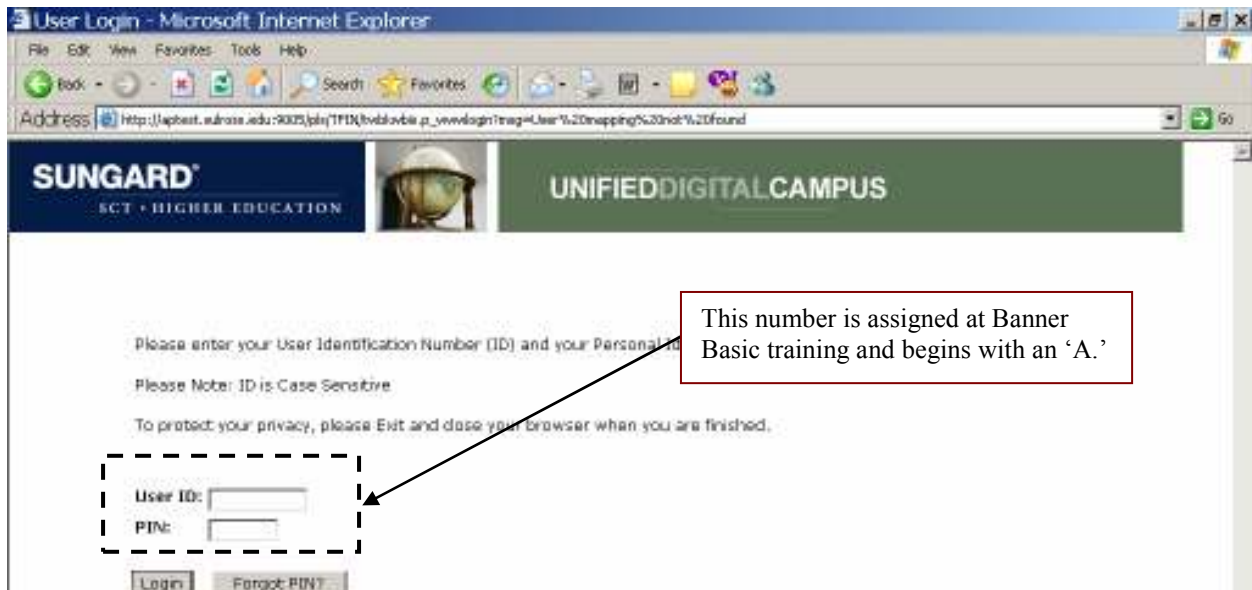 User Login - Microsoft Internet Explorer
File Edit View Favorites Tools Help
Back Search Favorites
Address Go
SUNGARD®
SCT • HIGHER EDUCATION
UNIFIEDDIGITALCAMPUS
This number is assigned at Banner
Basic training and begins with an ‘A.’
Please enter your User Identification Number (ID) and your Personal
Please Note: ID is Case Sensitive
To protect your privacy, please Exit and close your browser when you are finished.
User ID:
PIN:
Login Forgot PIN?